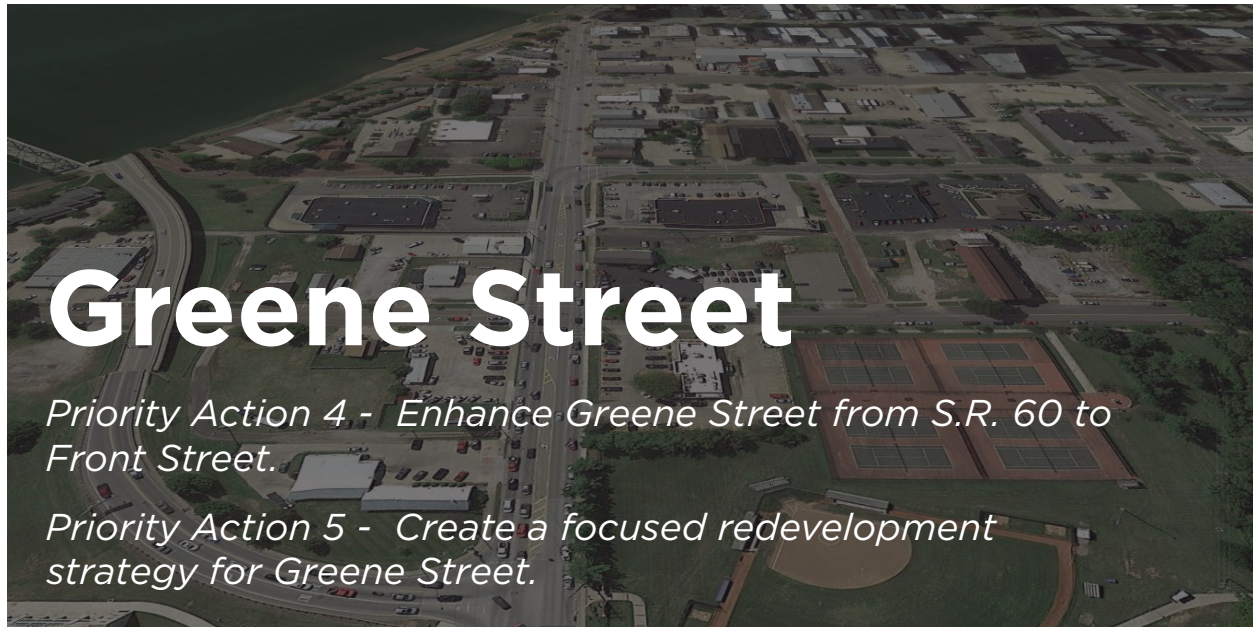 Greene Street
Priority Action 4 -  Enhance Greene Street from S.R. 60 to
Front Street.
Priority Action 5 -  Create a focused redevelopment
strategy for Greene Street.